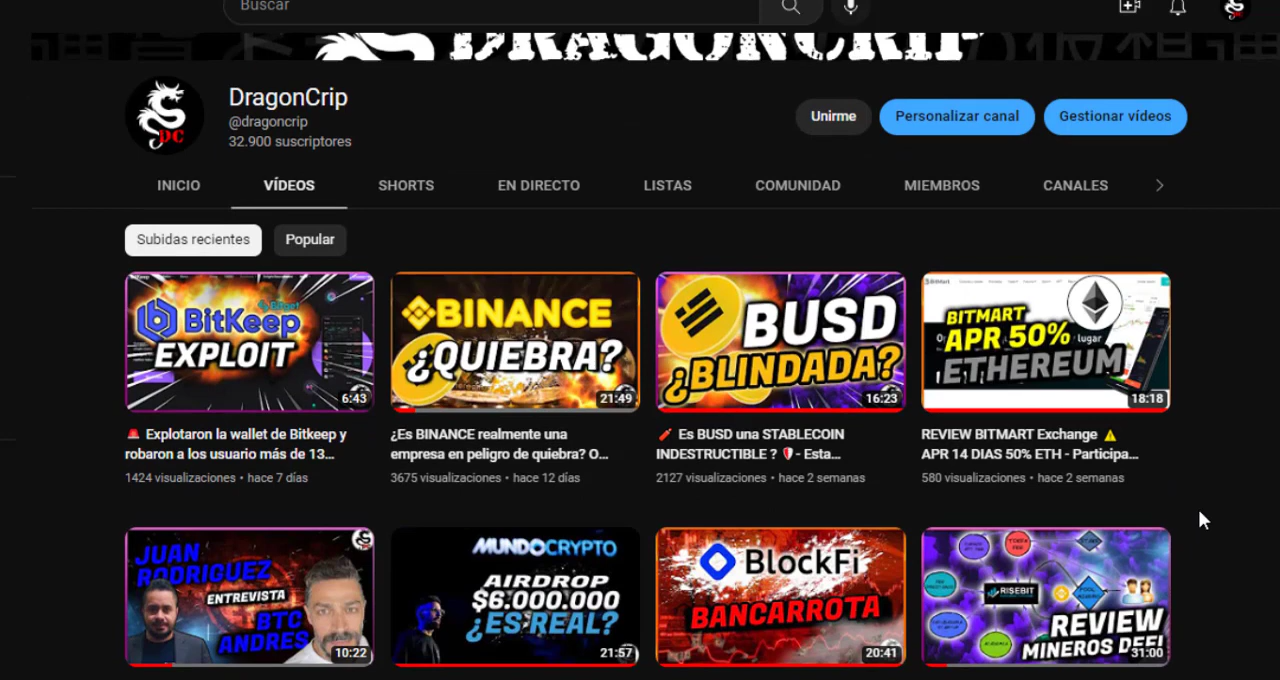 Buscar
DRAGONCRIP
DragonCrip
@dragoncrip
32.900 suscriptores
Unirme
Personalizar canal
Gestionar vídeos
INICIO
VÍDEOS
SHORTS
EN DIRECTO
LISTAS
COMUNIDAD
MIEMBROS
CANALES
Subidas recientes
Popular
BitKeep
EXPLOIT
6:43
BINANCE
¿QUIEBRA?
21:49
BUSD
¿BLINDADA?
16:23
BITMART
APR 50%
lugar
ETHEREUM
18:18
🚨 Explotaron la wallet de Bitkeep y
robaron a los usuario más de 13...
1424 visualizaciones • hace 7 días
¿Es BINANCE realmente una
empresa en peligro de quiebra? O...
3675 visualizaciones • hace 12 días
🧨 Es BUSD una STABLECOIN
INDESTRUCTIBLE ? 🛡 - Esta...
2127 visualizaciones • hace 2 semanas
REVIEW BITMART Exchange ⚠️
APR 14 DIAS 50% ETH - Participa...
580 visualizaciones • hace 2 semanas
JUAN
RODRIGUEZ
ENTREVISTA
BTC
ANDRES
10:22
MUNDOCRYPTO
AIRDROP
$6.000.000
¿ES REAL?
21:57
BlockFi
BANCARROTA
20:41
RISEBIT
REVIEW
MINEROS DEFI
31:00